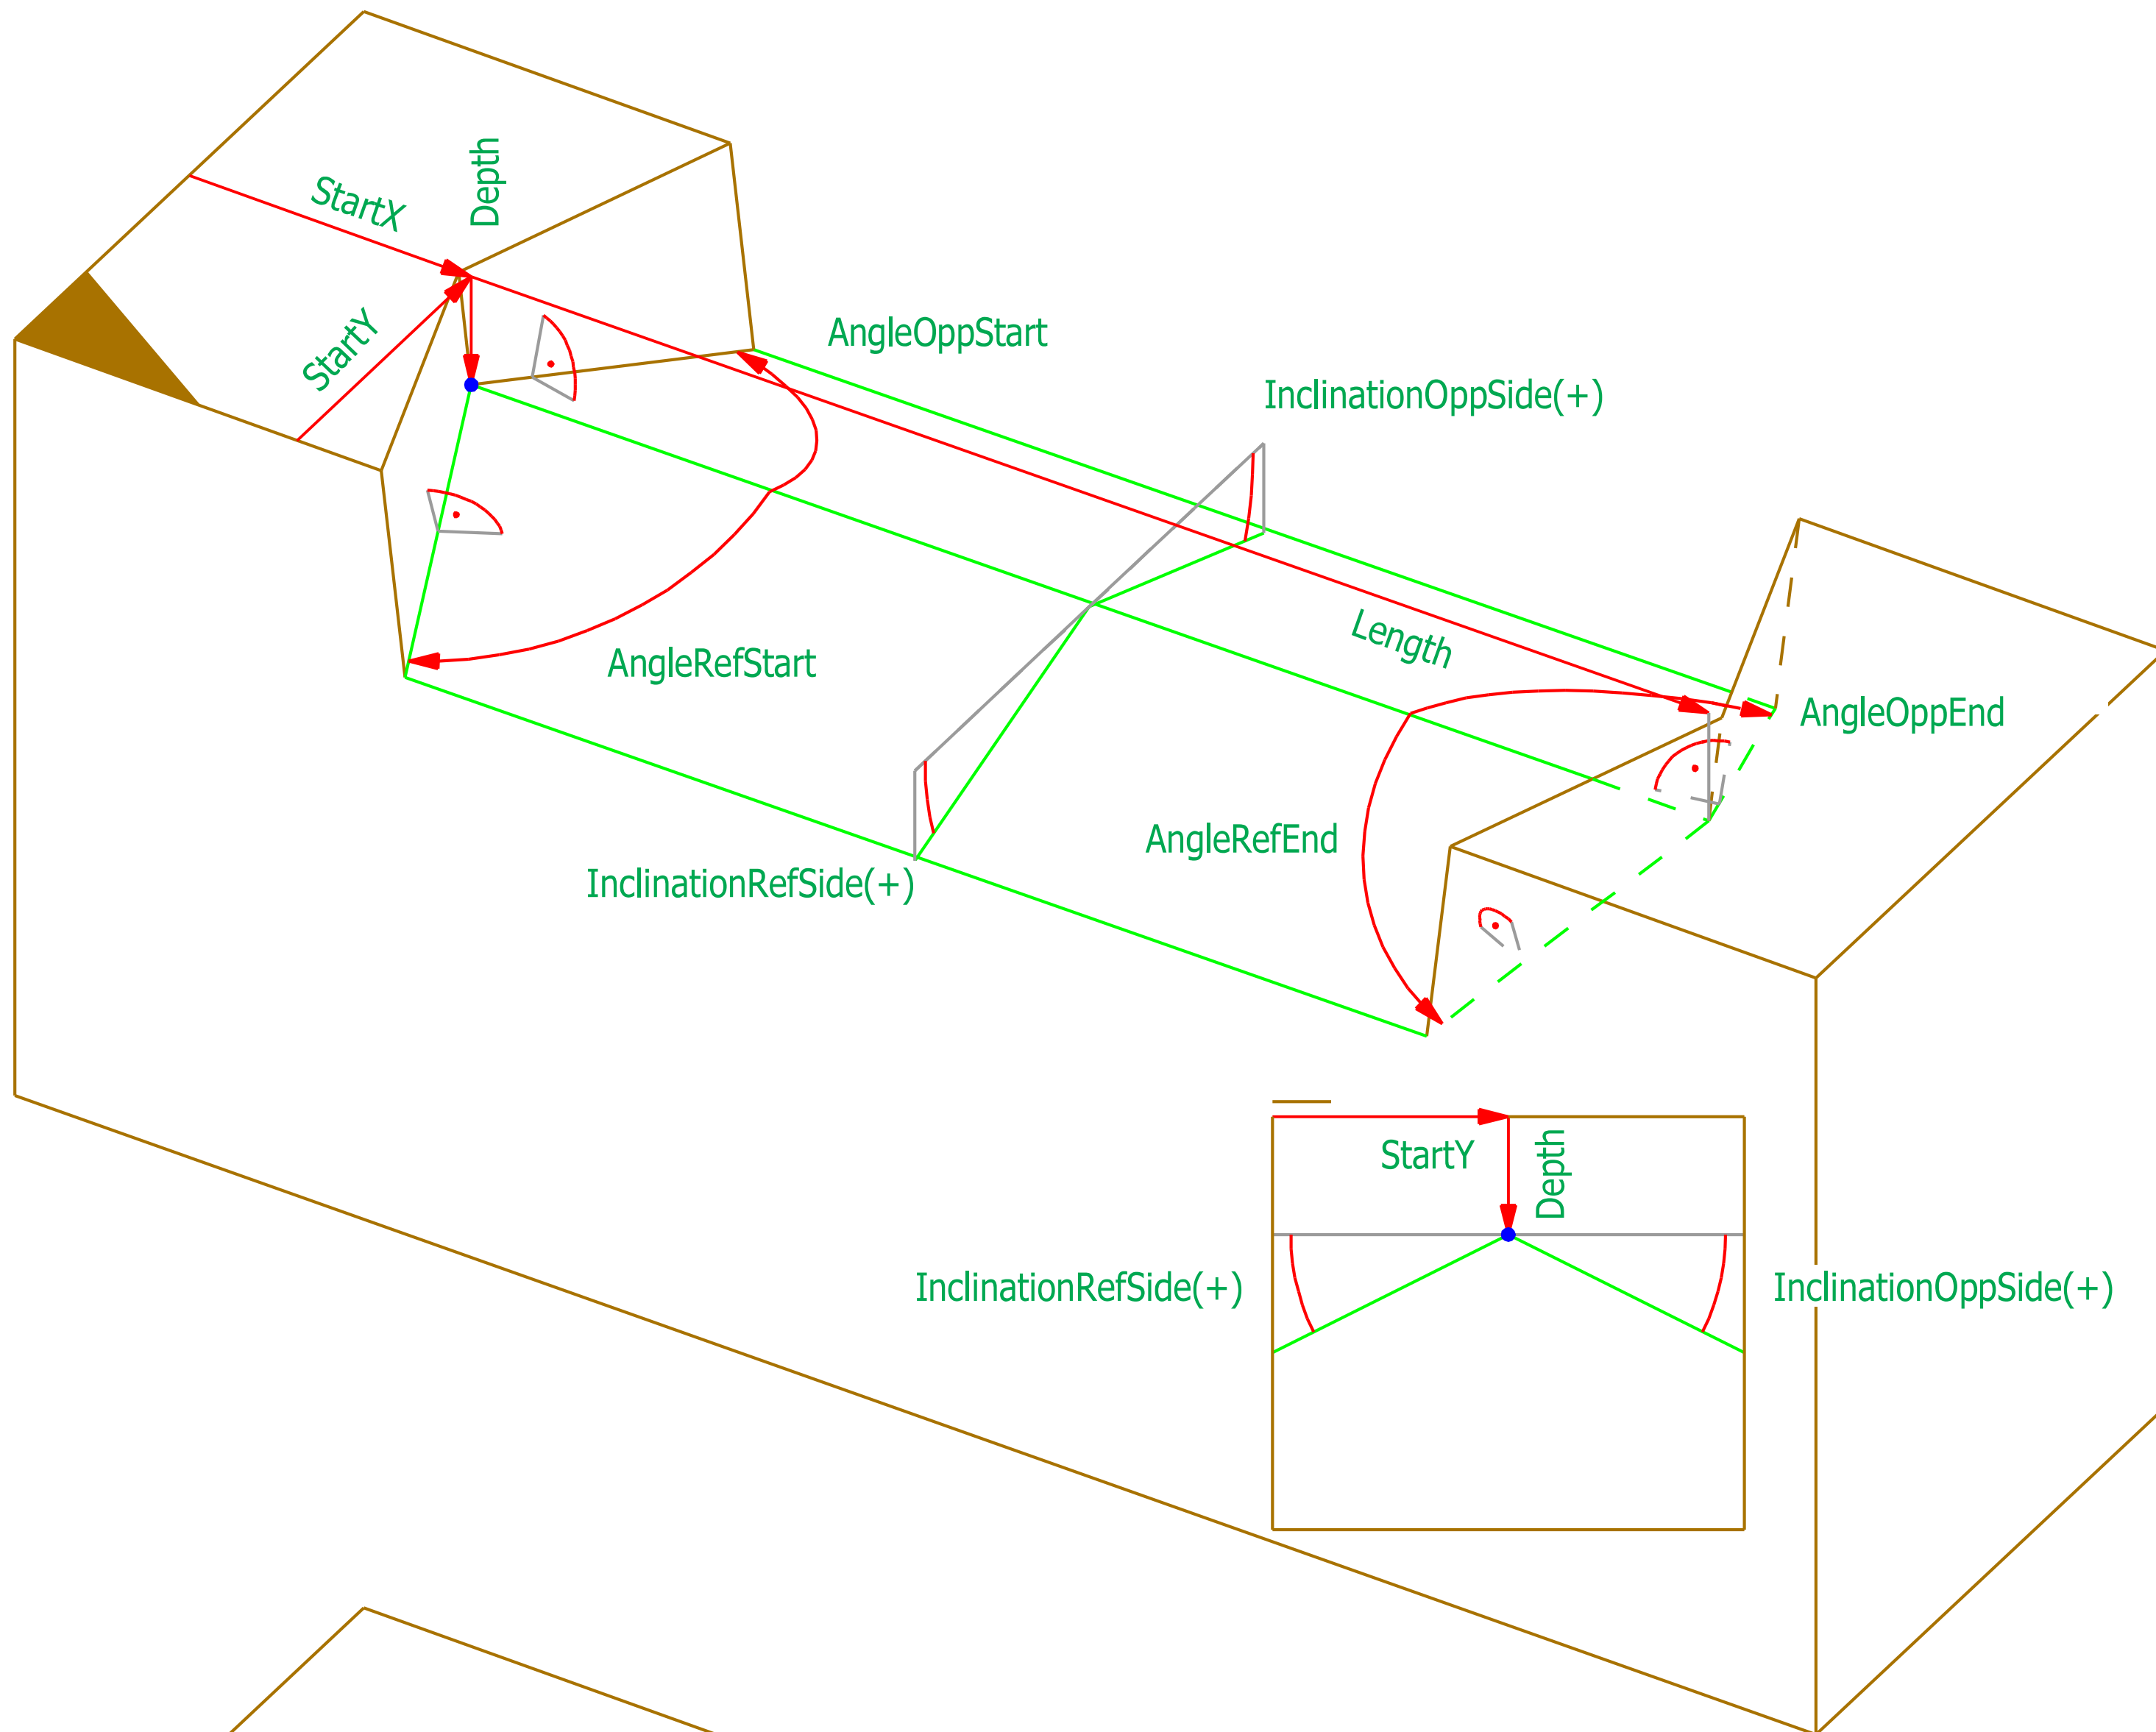 Depth
StartX
StartY
AngleOppStart
InclinationOppSide(+)
Length
AngleRefStart
AngleOppEnd
AngleRefEnd
InclinationRefSide(+)
StartY
Depth
InclinationRefSide(+)
InclinationOppSide(+)